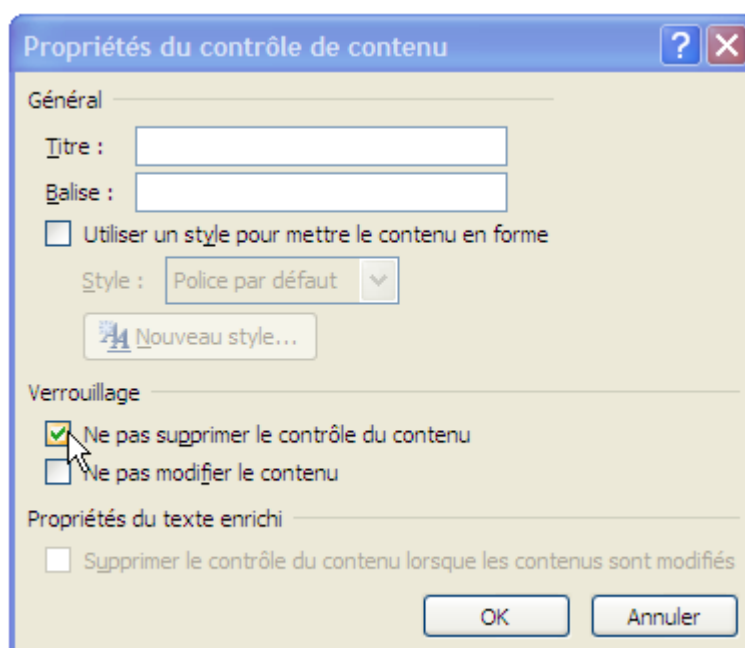 Propriétés du contrôle de contenu
?
Général
Titre :
Balise :
Utiliser un style pour mettre le contenu en forme
Style : Police par défaut
Nouveau style...
Verrouillage
Ne pas supprimer le contrôle du contenu
Ne pas modifier le contenu
Propriétés du texte enrichi
Supprimer le contrôle du contenu lorsque les contenus sont modifiés
OK Annuler